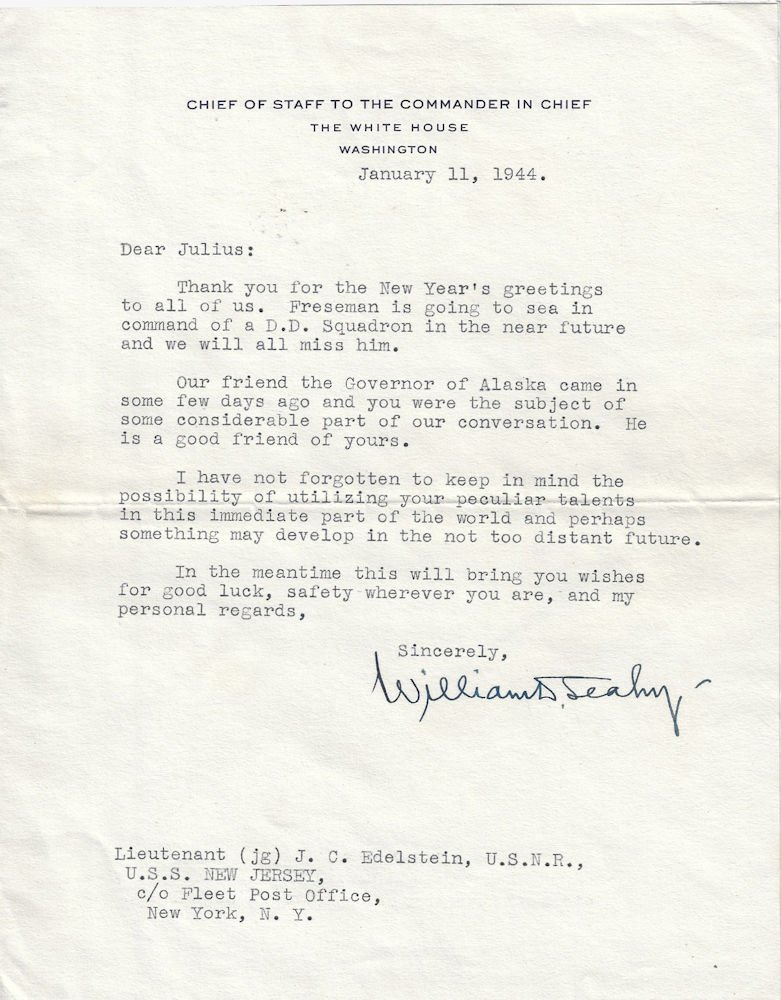 CHIEF OF STAFF TO THE COMMANDER IN CHIEF
THE WHITE HOUSE
WASHINGTON
January 11, 1944.
Dear Julius:
Thank you for the New Year's greetings
to all of us. Freseman is going to sea in
command of a D.D. Squadron in the near future
and we will all miss him.
Our friend the Governor of Alaska came in
some few days ago and you were the subject of
some considerable part of our conversation. He
is a good friend of yours.
I have not forgotten to keep in mind the
possibility of utilizing your peculiar talents
in this immediate part of the world and perhaps
something may develop in the not too distant future.
In the meantime this will bring you wishes
for good luck, safety wherever you are, and my
personal regards,
Sincerely,
William D. Leahy
Lieutenant (jg) J. C. Edelstein, U.S.N.R.,
U.S.S. NEW JERSEY,
c/o Fleet Post Office,
New York, N. Y.